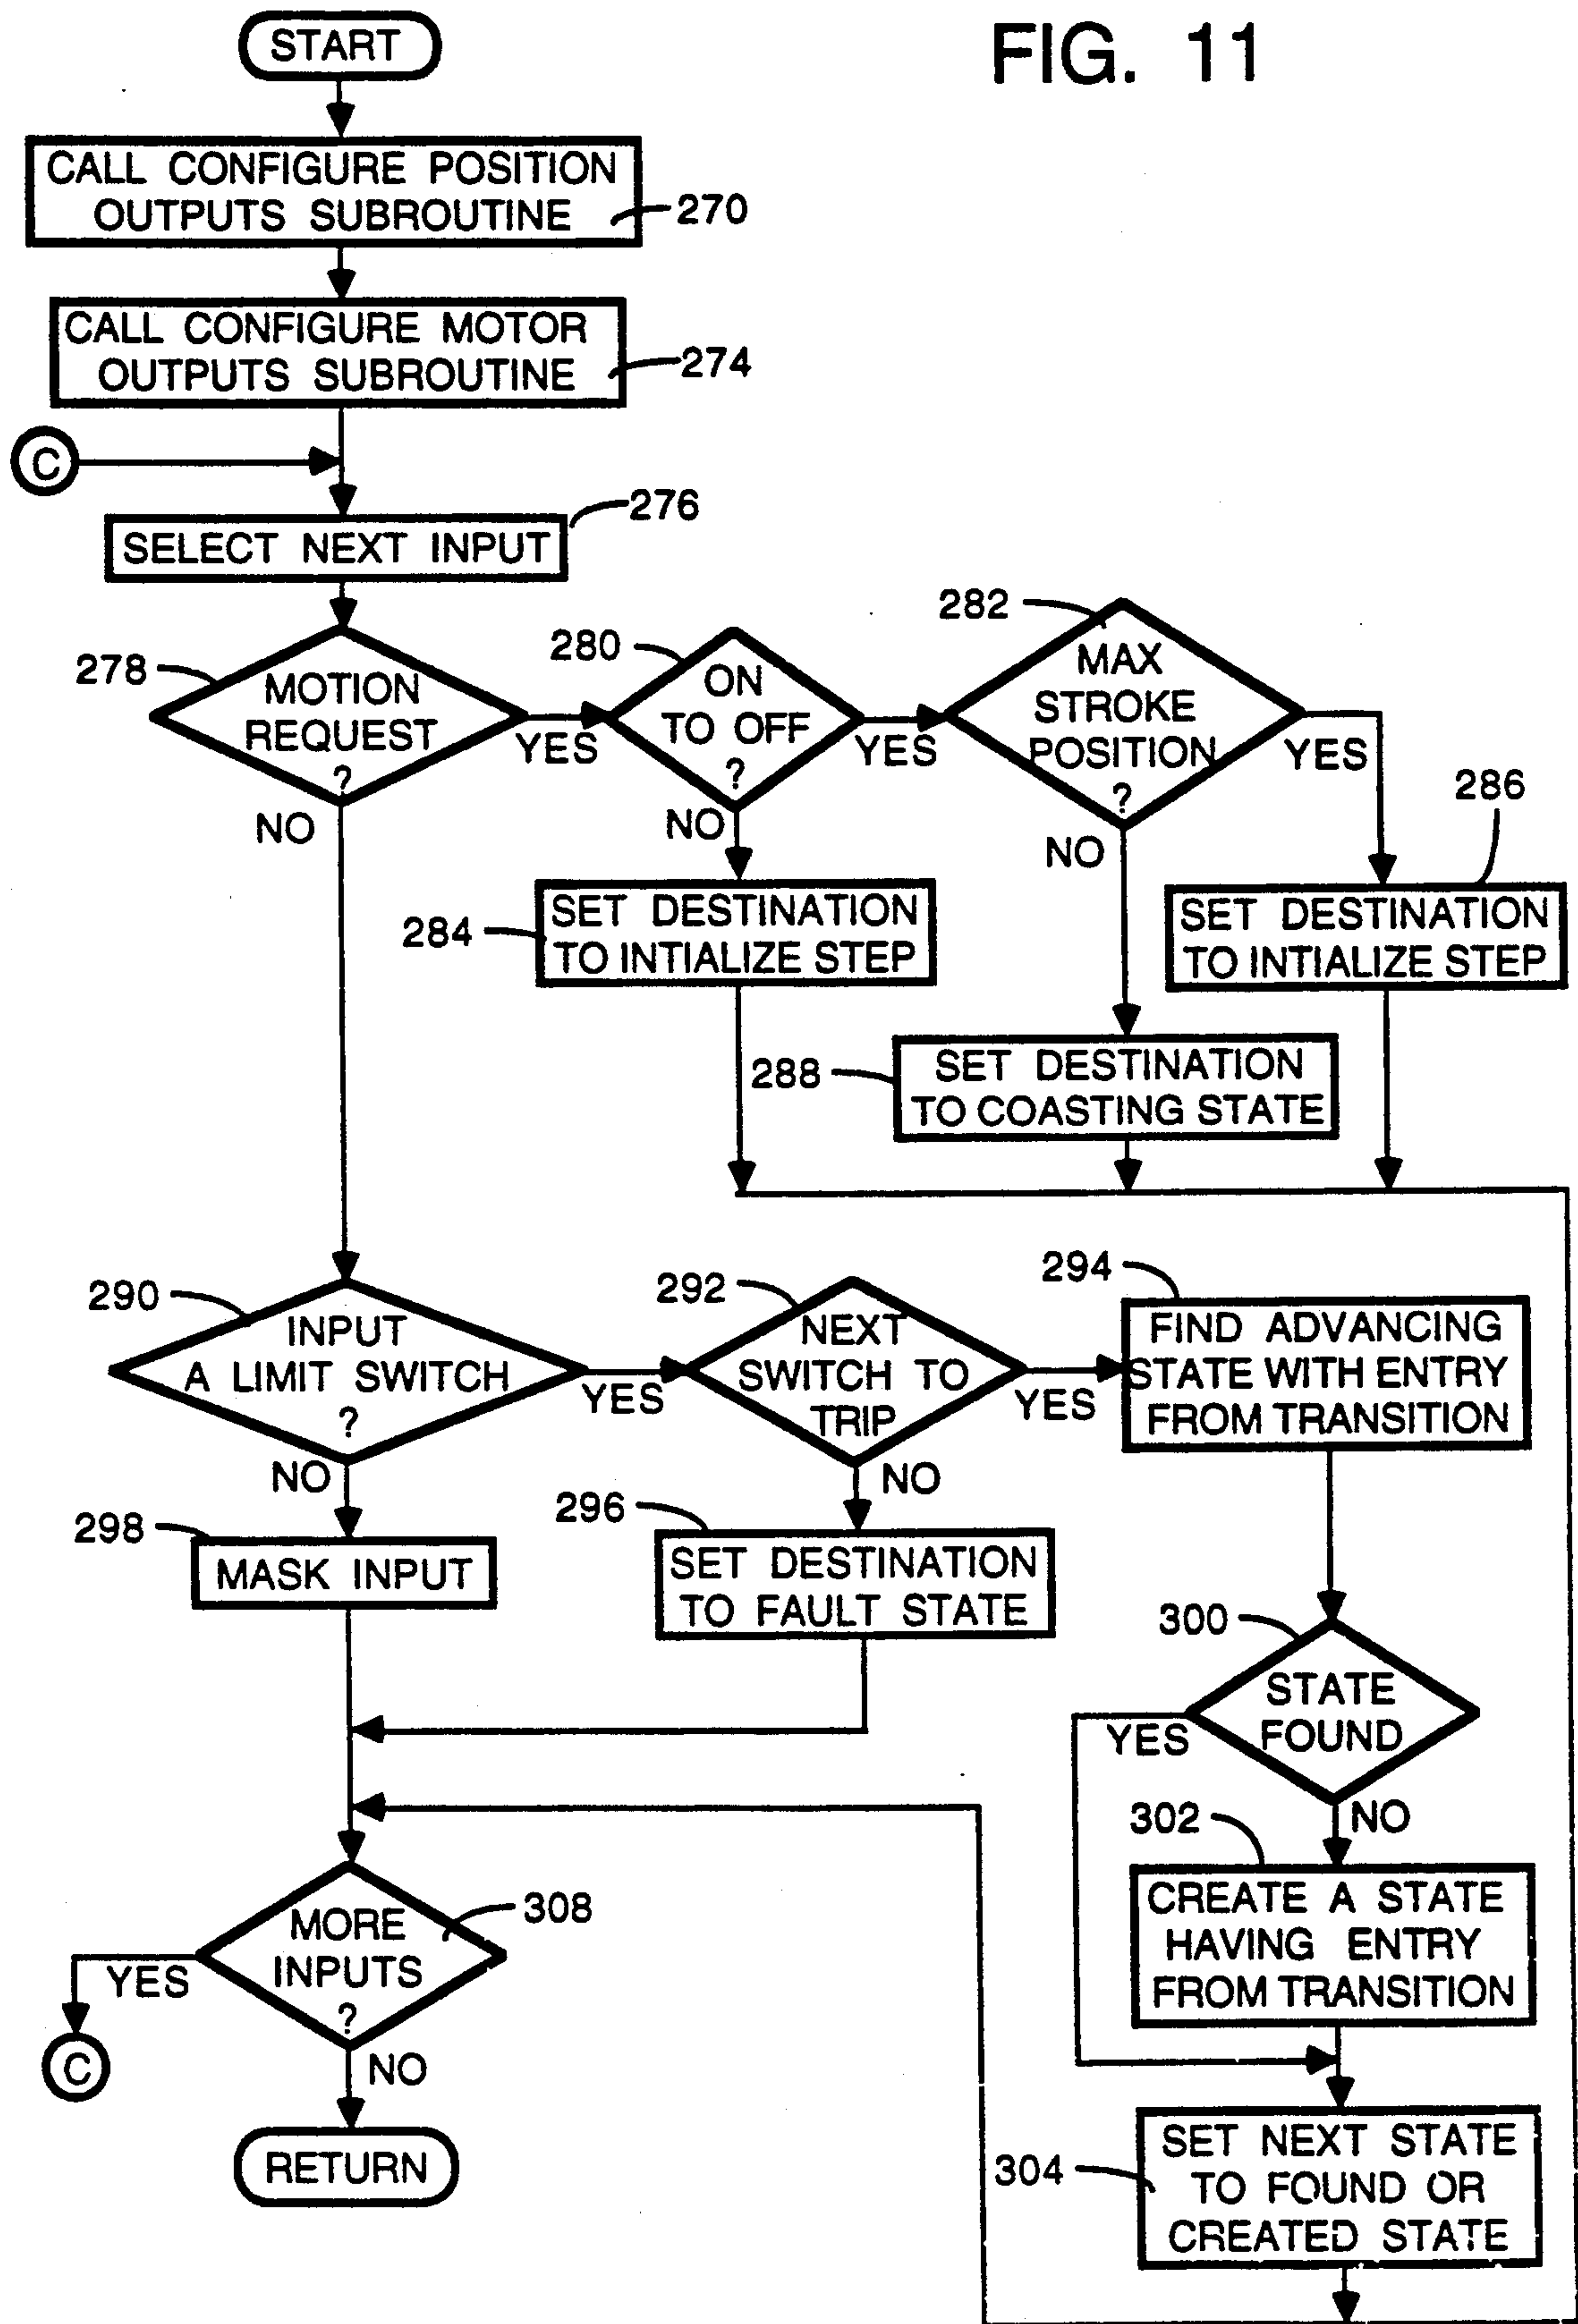 FIG. 11
START
CALL CONFIGURE POSITION
OUTPUTS SUBROUTINE
270
CALL CONFIGURE MOTOR
OUTPUTS SUBROUTINE
274
C
276
SELECT NEXT INPUT
278
MOTION
REQUEST
?
YES
NO
280
ON
TO OFF
?
YES
NO
282
MAX
STROKE
POSITION
?
YES
NO
284
SET DESTINATION
TO INTIALIZE STEP
286
SET DESTINATION
TO INTIALIZE STEP
288
SET DESTINATION
TO COASTING STATE
290
INPUT
A LIMIT SWITCH
?
YES
NO
292
NEXT
SWITCH TO
TRIP
YES
NO
294
FIND ADVANCING
STATE WITH ENTRY
FROM TRANSITION
298
MASK INPUT
296
SET DESTINATION
TO FAULT STATE
300
STATE
FOUND
YES
NO
302
CREATE A STATE
HAVING ENTRY
FROM TRANSITION
308
MORE
INPUTS
?
YES
NO
C
RETURN
304
SET NEXT STATE
TO FOUND OR
CREATED STATE